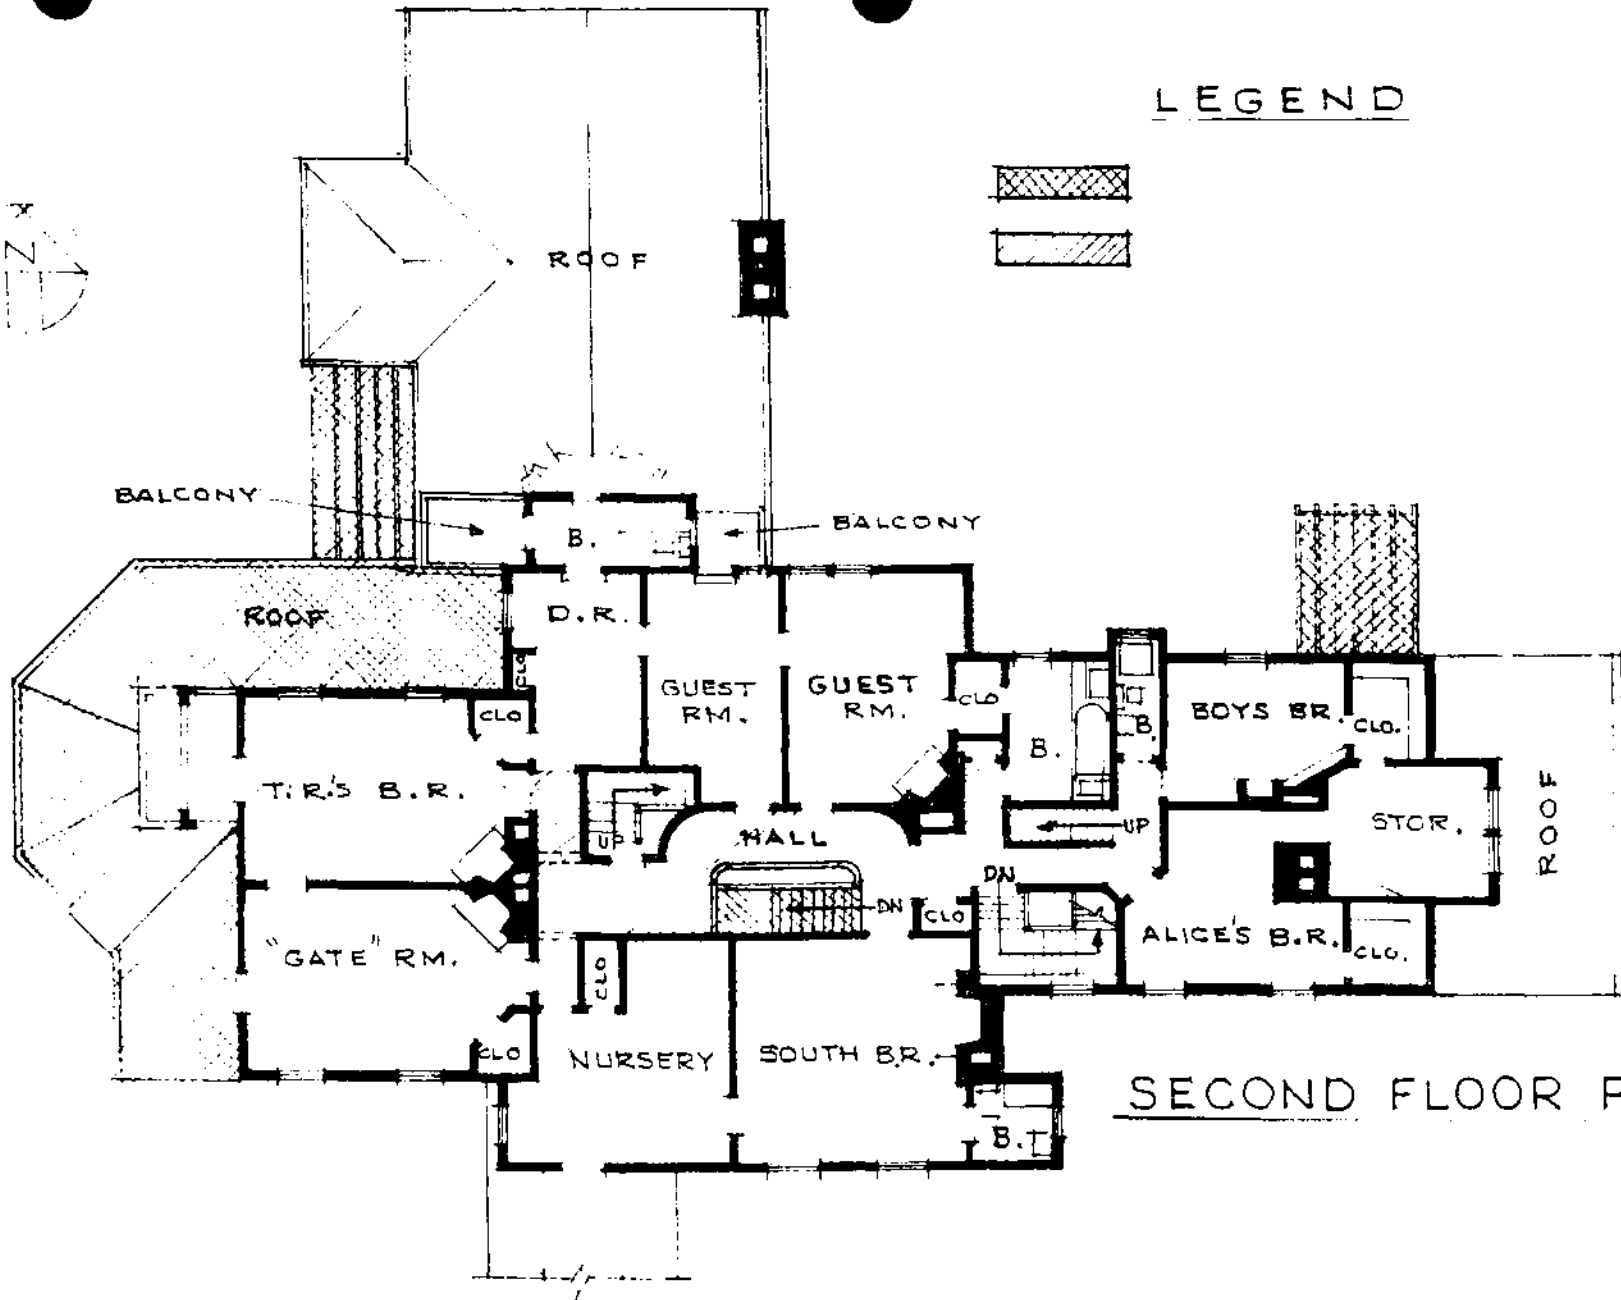 LEGEND
N
ROOF
BALCONY
BALCONY
B.
ROOF
D.R.
CLO
GUEST
RM.
GUEST
RM.
CLO
CLO
BOYS BR.
CLO.
B.
B.
T.R.'S B.R.
UP
HALL
UP
STOR.
ROOF
DN
DN
CLO
"GATE" RM.
CLO
ALICE'S B.R.
CLO.
CLO
NURSERY
SOUTH B.R.
B.
SECOND FLOOR